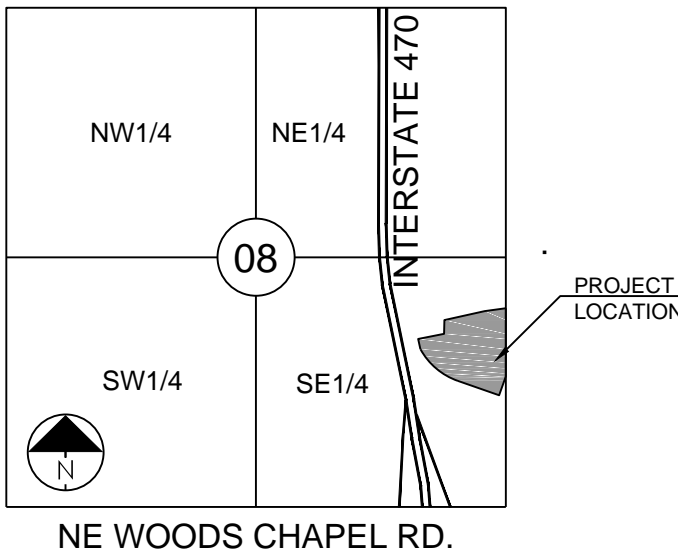 INTERSTATE 470
NW1/4
NE1/4
08
PROJECT
LOCATION
SW1/4
SE1/4
N
NE WOODS CHAPEL RD.